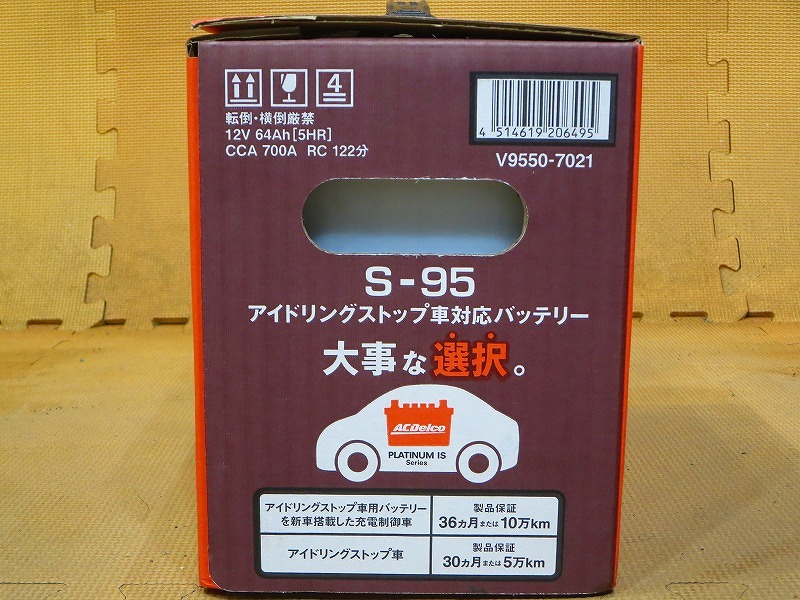 4
転倒・横倒厳禁
12V 64Ah[5HR]
CCA 700A RC 122分
4 514619 206495
V9550-7021
S-95
アイドリングストップ車対応バッテリー
大事な選択。
ACDelco
PLATINUM IS
Series
アイドリングストップ車用バッテリー
を新車搭載した充電制御車
製品保証
36ヵ月または10万km
アイドリングストップ車
製品保証
30ヵ月または5万km